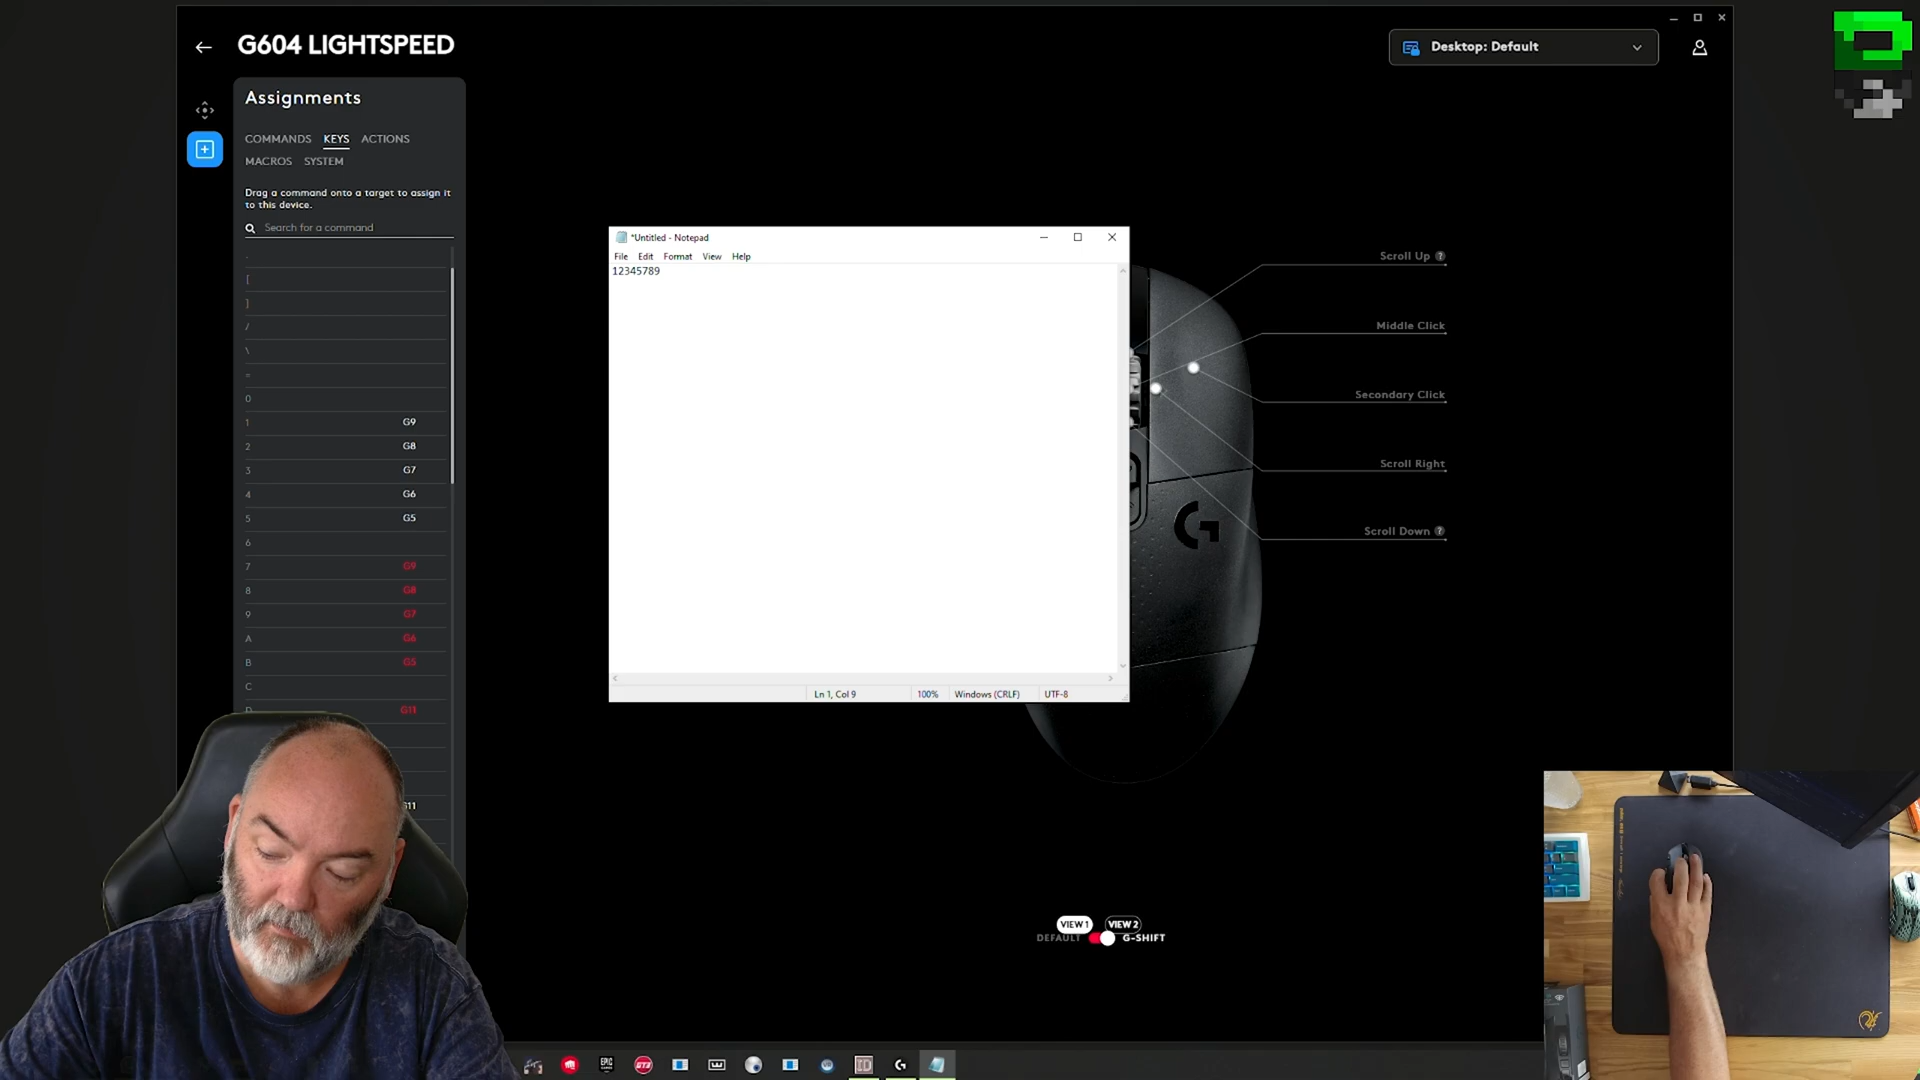 G604 LIGHTSPEED
Desktop: Default
Assignments
COMMANDS KEYS ACTIONS
MACROS SYSTEM
Drag a command onto a target to assign it
to this device.
Search for a command
.
[
]
/
\
=
0
1 G9
2 G8
3 G7
4 G6
5 G5
6
7 G9
8 G8
9 G7
A G6
B G5
C
D G11
G11
*Untitled - Notepad
File Edit Format View Help
12345789
Ln 1, Col 9 100% Windows (CRLF) UTF-8
Scroll Up ?
Middle Click
Secondary Click
Scroll Right
Scroll Down ?
VIEW 1 VIEW 2
DEFAULT G-SHIFT
EPIC
GT3
ID